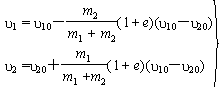 υ₁ = υ₁₀ − m₂/(m₁ + m₂) (1 + e)(υ₁₀ − υ₂₀)
υ₂ = υ₂₀ + m₁/(m₁ + m₂) (1 + e)(υ₁₀ − υ₂₀) }